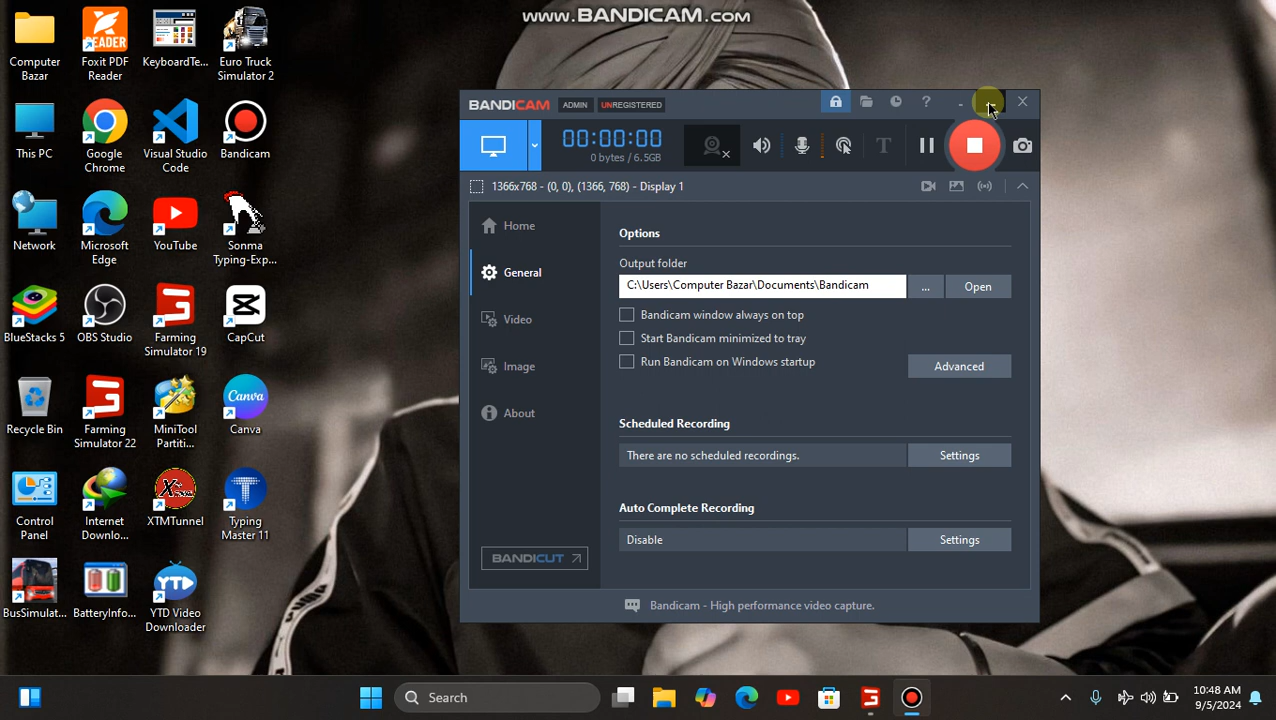 www.BANDICAM.com
Computer Bazar
Foxit PDF Reader
KeyboardTe...
Euro Truck Simulator 2
This PC
Google Chrome
Visual Studio Code
Bandicam
Network
Microsoft Edge
YouTube
Sonma Typing-Exp...
BlueStacks 5
OBS Studio
Farming Simulator 19
CapCut
Recycle Bin
Farming Simulator 22
MiniTool Partiti...
Canva
Canva
Control Panel
Internet Downlo...
XTMTunnel
Typing Master 11
BusSimulat...
BatteryInfo...
YTD
YTD Video Downloader
BANDICAM ADMIN UNREGISTERED
00:00:00
0 bytes / 6.5GB
1366x768 - (0, 0), (1366, 768) - Display 1
Home
General
Video
Image
About
BANDICUT
Options
Output folder
C:\Users\Computer Bazar\Documents\Bandicam ... Open
Bandicam window always on top
Start Bandicam minimized to tray
Run Bandicam on Windows startup
Advanced
Scheduled Recording
There are no scheduled recordings. Settings
Auto Complete Recording
Disable Settings
Bandicam - High performance video capture.
Search
10:48 AM
9/5/2024